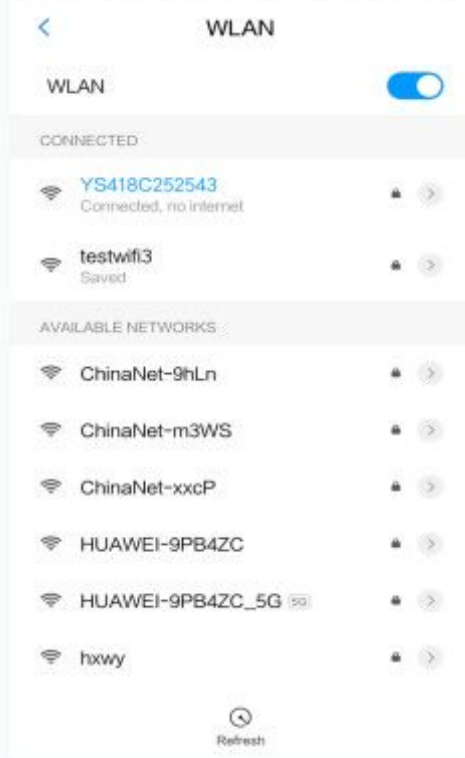 WLAN
WLAN
CONNECTED
YS418C252543
Connected, no internet
testwifi3
Saved
AVAILABLE NETWORKS
ChinaNet-9hLn
ChinaNet-m3WS
ChinaNet-xxcP
HUAWEI-9PB4ZC
HUAWEI-9PB4ZC_5G 5G
hxwy
Refresh